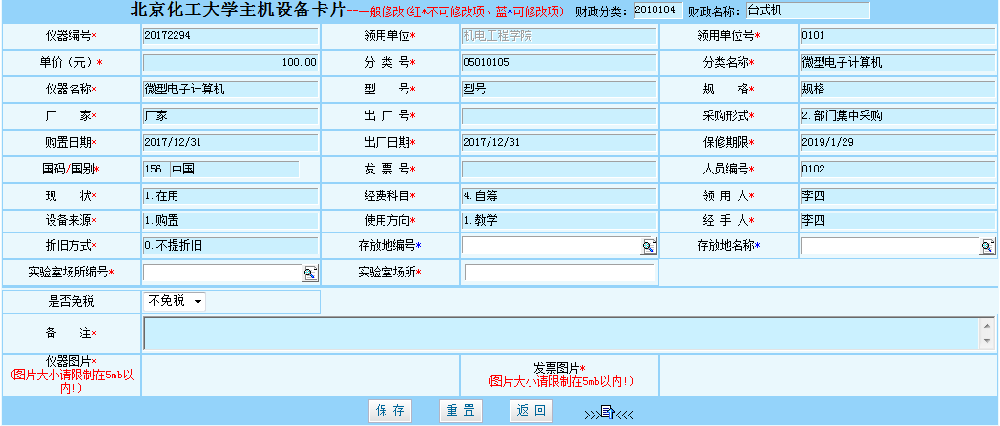 北京化工大学主机设备卡片--一般修改(红*不可修改项、蓝*可修改项) 财政分类: 2010104 财政名称: 台式机
仪器编号* 20172294 领用单位* 机电工程学院 领用单位号* 0101
单价（元）* 100.00 分 类 号* 05010105 分类名称* 微型电子计算机
仪器名称* 微型电子计算机 型 号* 型号 规 格* 规格
厂 家* 厂家 出 厂 号* 采购形式* 2.部门集中采购
购置日期* 2017/12/31 出厂日期* 2017/12/31 保修期限* 2019/1/29
国码/国别* 156 中国 发 票 号* 人员编号* 0102
现 状* 1.在用 经费科目* 4.自筹 领 用 人* 李四
设备来源* 1.购置 使用方向* 1.教学 经 手 人* 李四
折旧方式* 0.不提折旧 存放地编号* 存放地名称*
实验室场所编号* 实验室场所*
是否免税 不免税
备 注*
仪器图片*
(图片大小请限制在5mb以
内!)
发票图片*
(图片大小请限制在5mb以内!)
保 存 重 置 返 回 >>> <<<